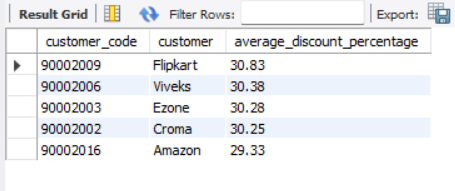 Result Grid Filter Rows: Export:
customer_code customer average_discount_percentage
90002009 Flipkart 30.83
90002006 Viveks 30.38
90002003 Ezone 30.28
90002002 Croma 30.25
90002016 Amazon 29.33